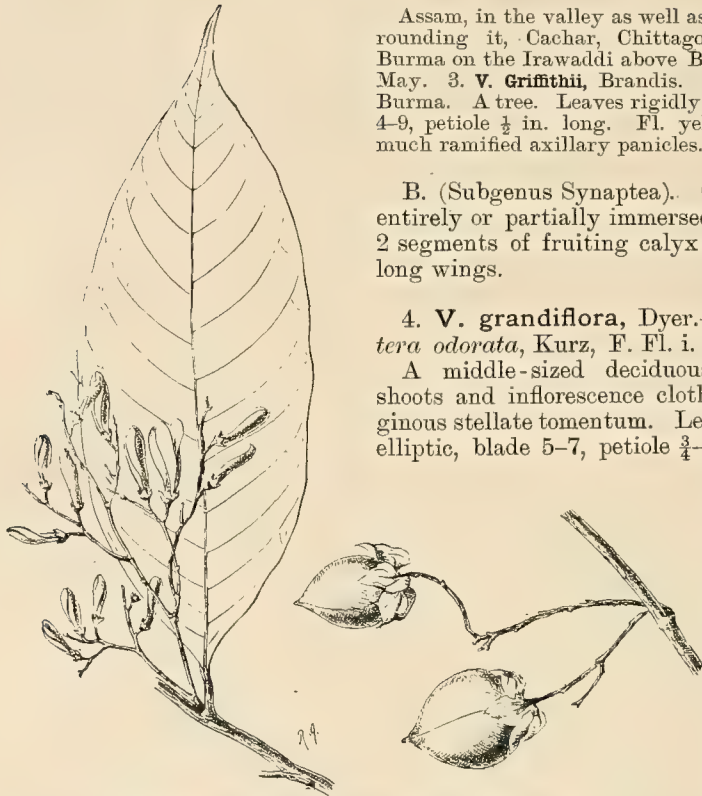 Assam, in the valley as well as
rounding it, Cachar, Chittago
Burma on the Irawaddi above B
May. 3. V. Griffithii, Brandis.
Burma. A tree. Leaves rigidly
4–9, petiole ½ in. long. Fl. ye
much ramified axillary panicles.
B. (Subgenus Synaptea).
entirely or partially immersed
2 segments of fruiting calyx
long wings.
4. V. grandiflora, Dyer.
tera odorata, Kurz, F. Fl. i.
A middle-sized deciduous
shoots and inflorescence cloth
ginous stellate tomentum. Le
elliptic, blade 5–7, petiole ¾–